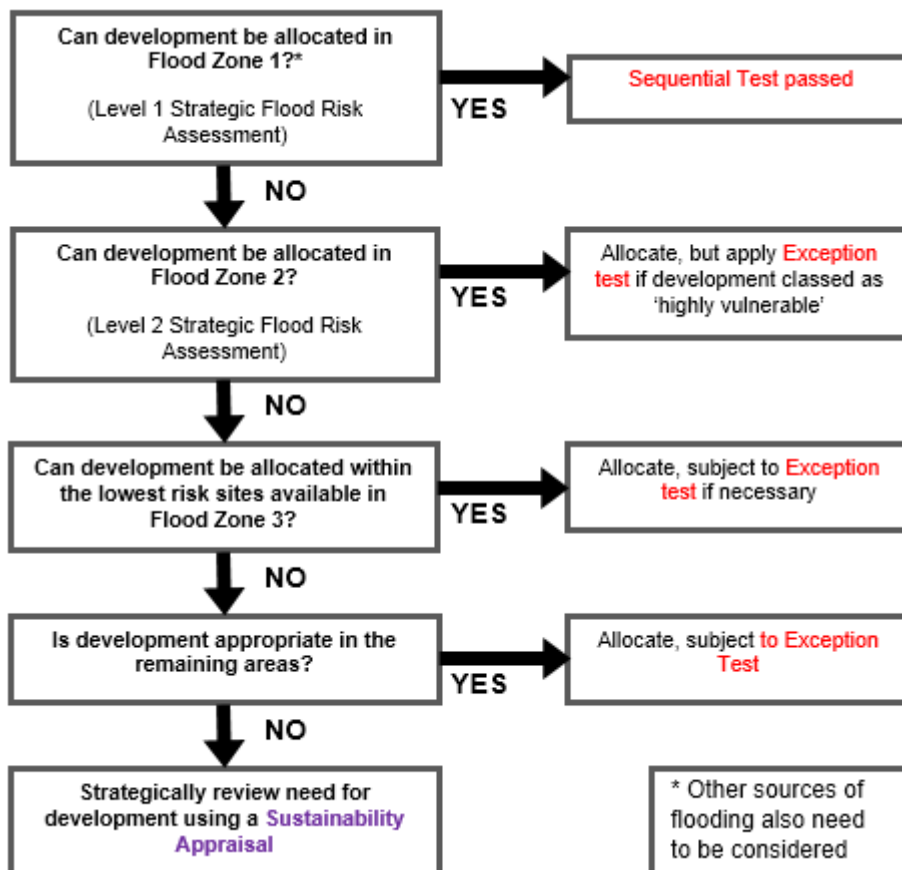 Can development be allocated in
Flood Zone 1?*
(Level 1 Strategic Flood Risk
Assessment)
YES
Sequential Test passed
NO
Can development be allocated in
Flood Zone 2?
(Level 2 Strategic Flood Risk
Assessment)
YES
Allocate, but apply Exception
test if development classed as
‘highly vulnerable’
NO
Can development be allocated within
the lowest risk sites available in
Flood Zone 3?
YES
Allocate, subject to Exception
test if necessary
NO
Is development appropriate in the
remaining areas?
YES
Allocate, subject to Exception
Test
NO
Strategically review need for
development using a Sustainability
Appraisal
* Other sources of
flooding also need
to be considered